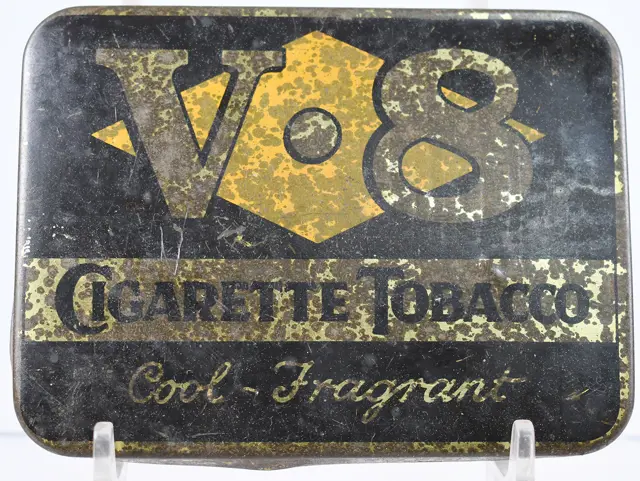 V 8
CIGARETTE TOBACCO
Cool - Fragrant